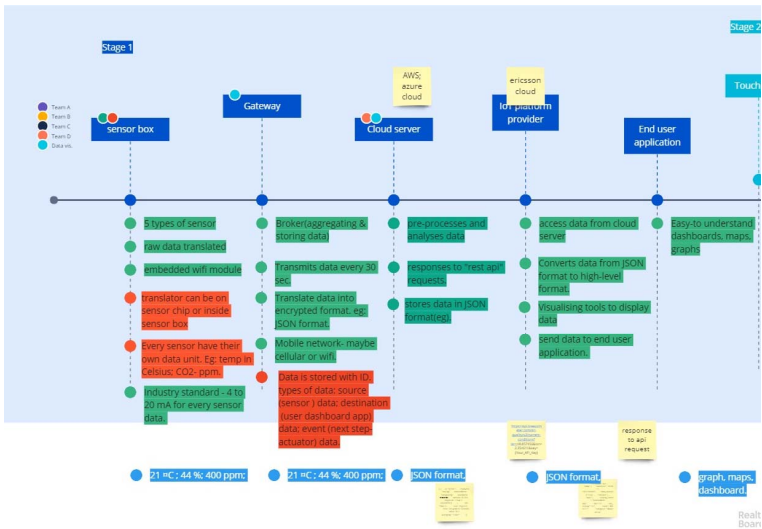 Stage 1
Stage 2
AWS;
azure
cloud
ericsson
cloud
Touch
Team A
Team B
Team C
Team D
Data vis.
sensor box
Gateway
Cloud server
IoT platform
provider
End user
application
5 types of sensor
raw data translated
embedded wifi module
translator can be on
sensor chip or inside
sensor box
Every sensor have their
own data unit. Eg: temp in
Celsius; CO2- ppm.
Industry standard - 4 to
20 mA for every sensor
data.
Broker(aggregating &
storing data)
Transmits data every 30
sec.
Translate data into
encrypted format, eg:
JSON format.
Mobile network- maybe
cellular or wifi.
Data is stored with ID,
types of data: source
(sensor ) data; destination
(user dashboard app)
data; event (next step-
actuator) data.
pre-processes and
analyses data
responses to "rest api"
requests.
stores data in JSON
format(eg).
access data from cloud
server
Converts data from JSON
format to high-level
format.
Visualising tools to display
data
send data to end user
application.
Easy-to understand
dashboards, maps,
graphs
response
to api
request
21 ºC ; 44 %; 400 ppm;
21 ºC ; 44%; 400 ppm;
JSON format,
JSON format,
graph, maps,
dashboard.
Realt
Board